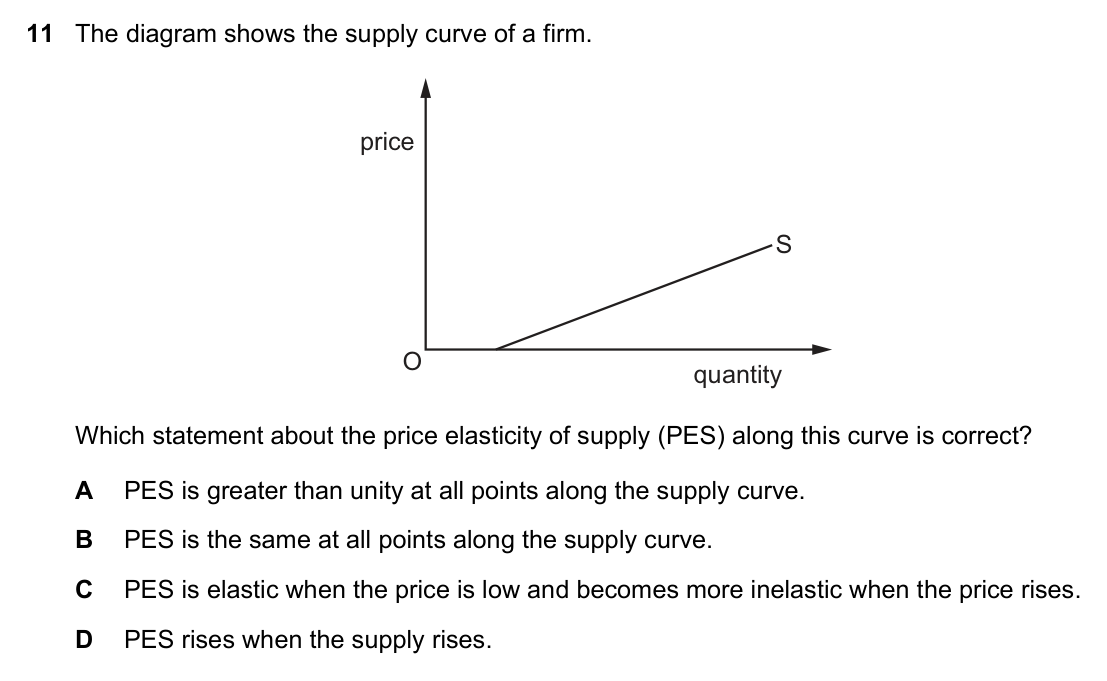 11 The diagram shows the supply curve of a firm.
price
S
O
quantity
Which statement about the price elasticity of supply (PES) along this curve is correct?
A PES is greater than unity at all points along the supply curve.
B PES is the same at all points along the supply curve.
C PES is elastic when the price is low and becomes more inelastic when the price rises.
D PES rises when the supply rises.